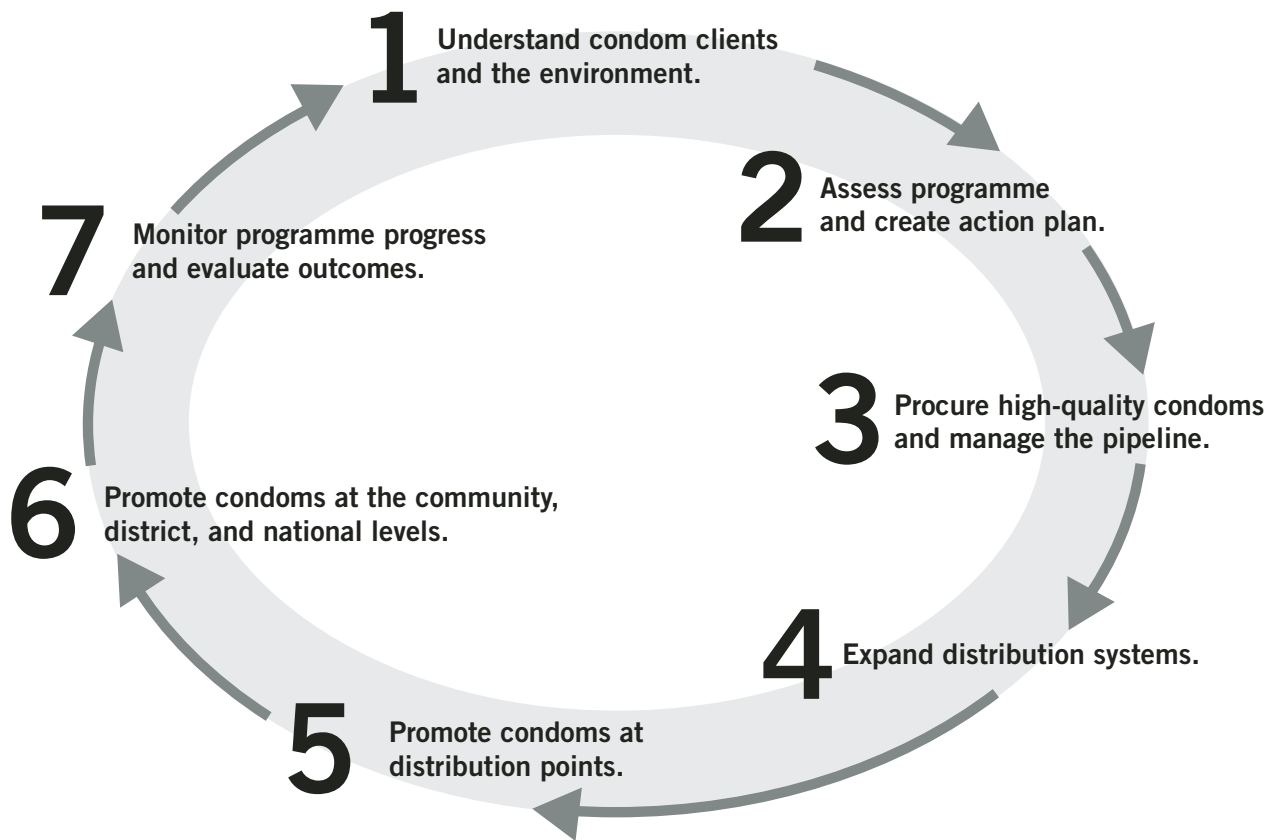 1 Understand condom clients
and the environment.
2 Assess programme
and create action plan.
3 Procure high-quality condoms
and manage the pipeline.
4 Expand distribution systems.
5 Promote condoms at
distribution points.
6 Promote condoms at the community,
district, and national levels.
7 Monitor programme progress
and evaluate outcomes.